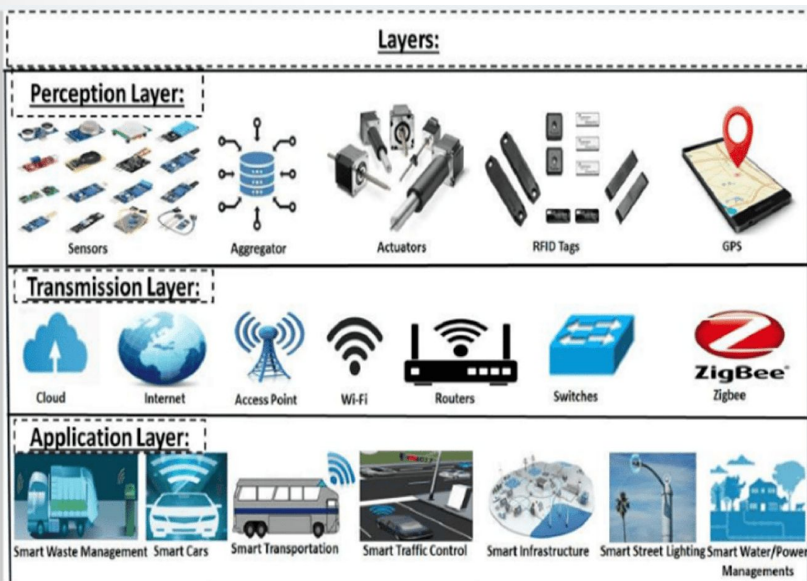 Layers:
Perception Layer:
Sensors
Aggregator
Actuators
RFID Tags
GPS
Transmission Layer:
ZigBee®
Cloud
Internet
Access Point
Wi-Fi
Routers
Switches
Zigbee
Application Layer:
Smart Waste Management
Smart Cars
Smart Transportation
Smart Traffic Control
Smart Infrastructure
Smart Street Lighting
Smart Water/Power
Managements